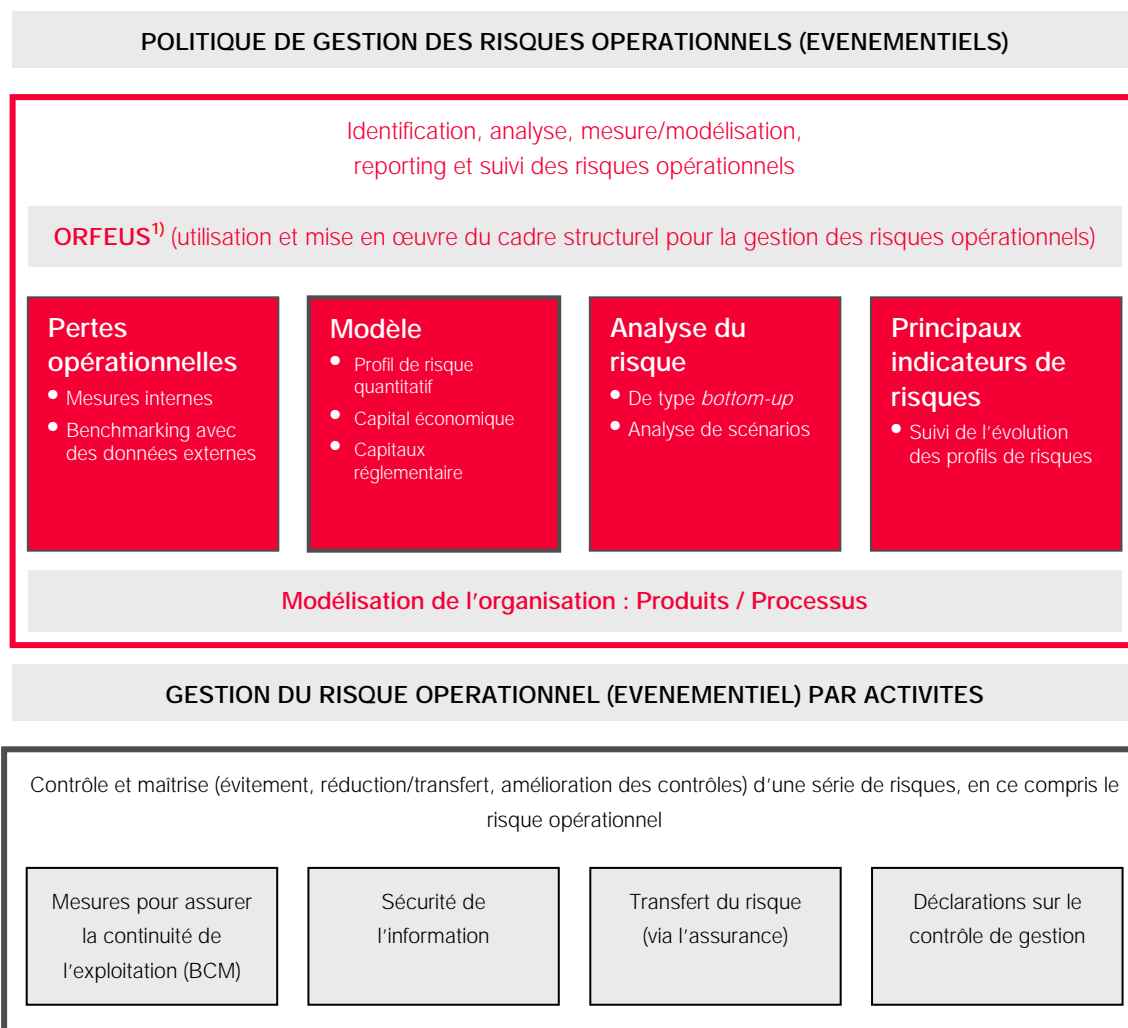 POLITIQUE DE GESTION DES RISQUES OPERATIONNELS (EVENEMENTIELS)
Identification, analyse, mesure/modélisation,
reporting et suivi des risques opérationnels
ORFEUS1) (utilisation et mise en œuvre du cadre structurel pour la gestion des risques opérationnels)
Pertes
opérationnelles
• Mesures internes
• Benchmarking avec
des données externes
Modèle
• Profil de risque
quantitatif
• Capital économique
• Capitaux
réglementaire
Analyse du
risque
• De type bottom-up
• Analyse de scénarios
Principaux
indicateurs de
risques
• Suivi de l'évolution
des profils de risques
Modélisation de l'organisation : Produits / Processus
GESTION DU RISQUE OPERATIONNEL (EVENEMENTIEL) PAR ACTIVITES
Contrôle et maîtrise (évitement, réduction/transfert, amélioration des contrôles) d'une série de risques, en ce compris le
risque opérationnel
Mesures pour assurer
la continuité de
l'exploitation (BCM)
Sécurité de
l'information
Transfert du risque
(via l'assurance)
Déclarations sur le
contrôle de gestion